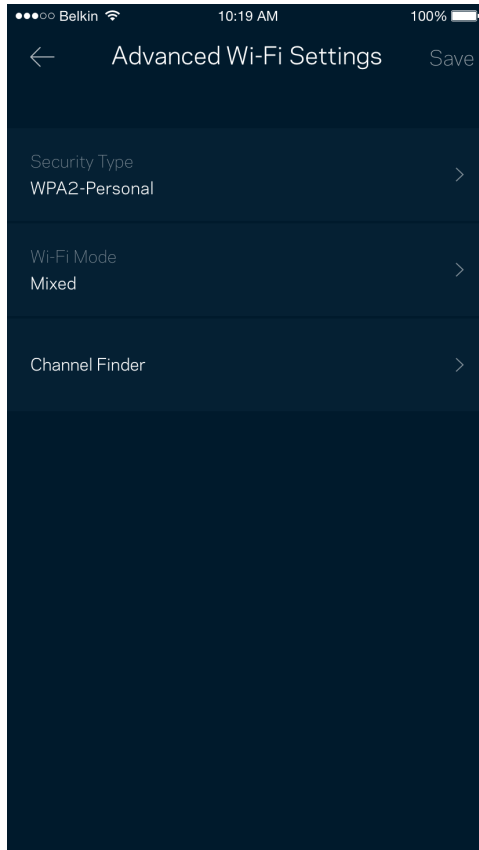 Belkin 10:19 AM 100%
Advanced Wi-Fi Settings Save
Security Type
WPA2-Personal
Wi-Fi Mode
Mixed
Channel Finder